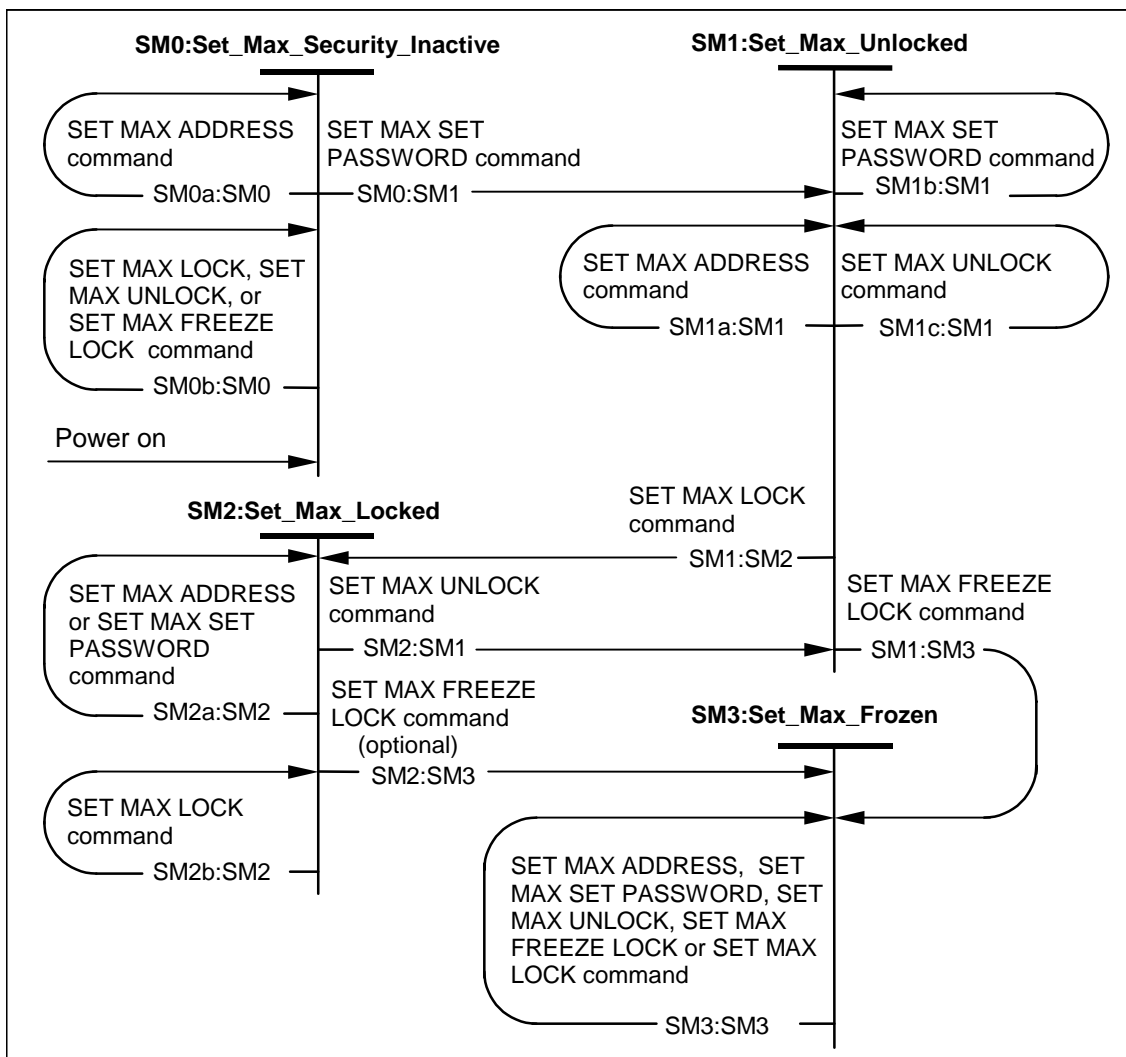 SM0:Set_Max_Security_Inactive
SM1:Set_Max_Unlocked
SET MAX ADDRESS
command
SM0a:SM0
SET MAX SET
PASSWORD command
SM0:SM1
SET MAX SET
PASSWORD command
SM1b:SM1
SET MAX LOCK, SET
MAX UNLOCK, or
SET MAX FREEZE
LOCK command
SM0b:SM0
SET MAX ADDRESS
command
SM1a:SM1
SET MAX UNLOCK
command
SM1c:SM1
Power on
SM2:Set_Max_Locked
SET MAX LOCK
command
SM1:SM2
SET MAX ADDRESS
or SET MAX SET
PASSWORD
command
SM2a:SM2
SET MAX UNLOCK
command
SM2:SM1
SET MAX FREEZE
LOCK command
SM1:SM3
SET MAX FREEZE
LOCK command
(optional)
SM2:SM3
SM3:Set_Max_Frozen
SET MAX LOCK
command
SM2b:SM2
SET MAX ADDRESS, SET
MAX SET PASSWORD, SET
MAX UNLOCK, SET MAX
FREEZE LOCK or SET MAX
LOCK command
SM3:SM3